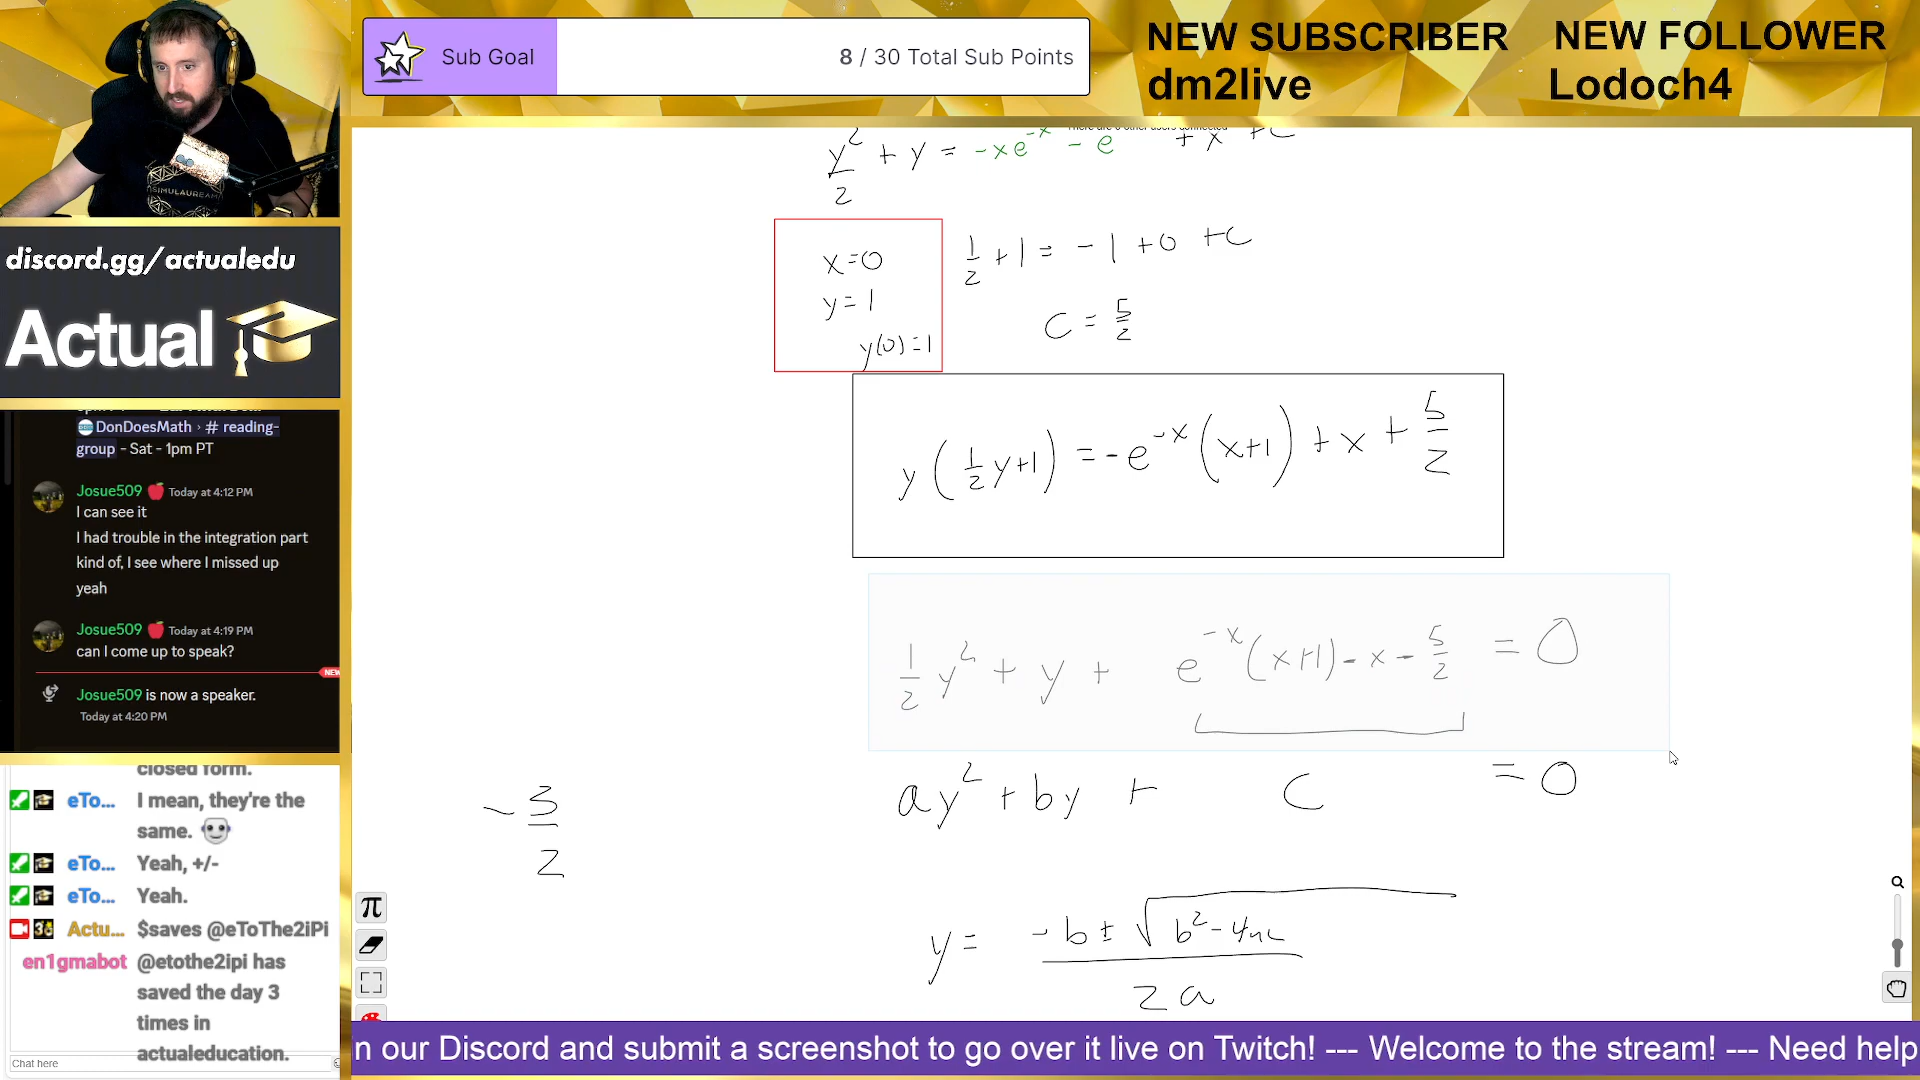 Sub Goal
8 / 30 Total Sub Points
NEW SUBSCRIBER
dm2live
NEW FOLLOWER
Lodoch4
discord.gg/actualedu
Actual
DonDoesMath › # reading-
group - Sat - 1pm PT
Josue509 Today at 4:12 PM
I can see it
I had trouble in the integration part
kind of, I see where I missed up
yeah
Josue509 Today at 4:19 PM
can I come up to speak?
NEW
Josue509 is now a speaker.
Today at 4:20 PM
closed form.
eTo... I mean, they're the
same.
eTo... Yeah, +/-
eTo... Yeah.
Actu... $saves @eToThe2iPi
en1gmabot @etothe2ipi has
saved the day 3
times in
actualeducation.
Chat here
y²/2 + y = -xe^-x - e^-x + x + C
x=0
y=1
y(0)=1
1/2 + 1 = -1 + 0 + C
C = 5/2
y(1/2 y+1) = -e^-x (x+1) + x + 5/2
1/2 y² + y + e^-x (x+1) - x - 5/2 = 0
ay² + by + C = 0
y = -b ± √(b² - 4ac) / 2a
π
n our Discord and submit a screenshot to go over it live on Twitch! --- Welcome to the stream! --- Need help